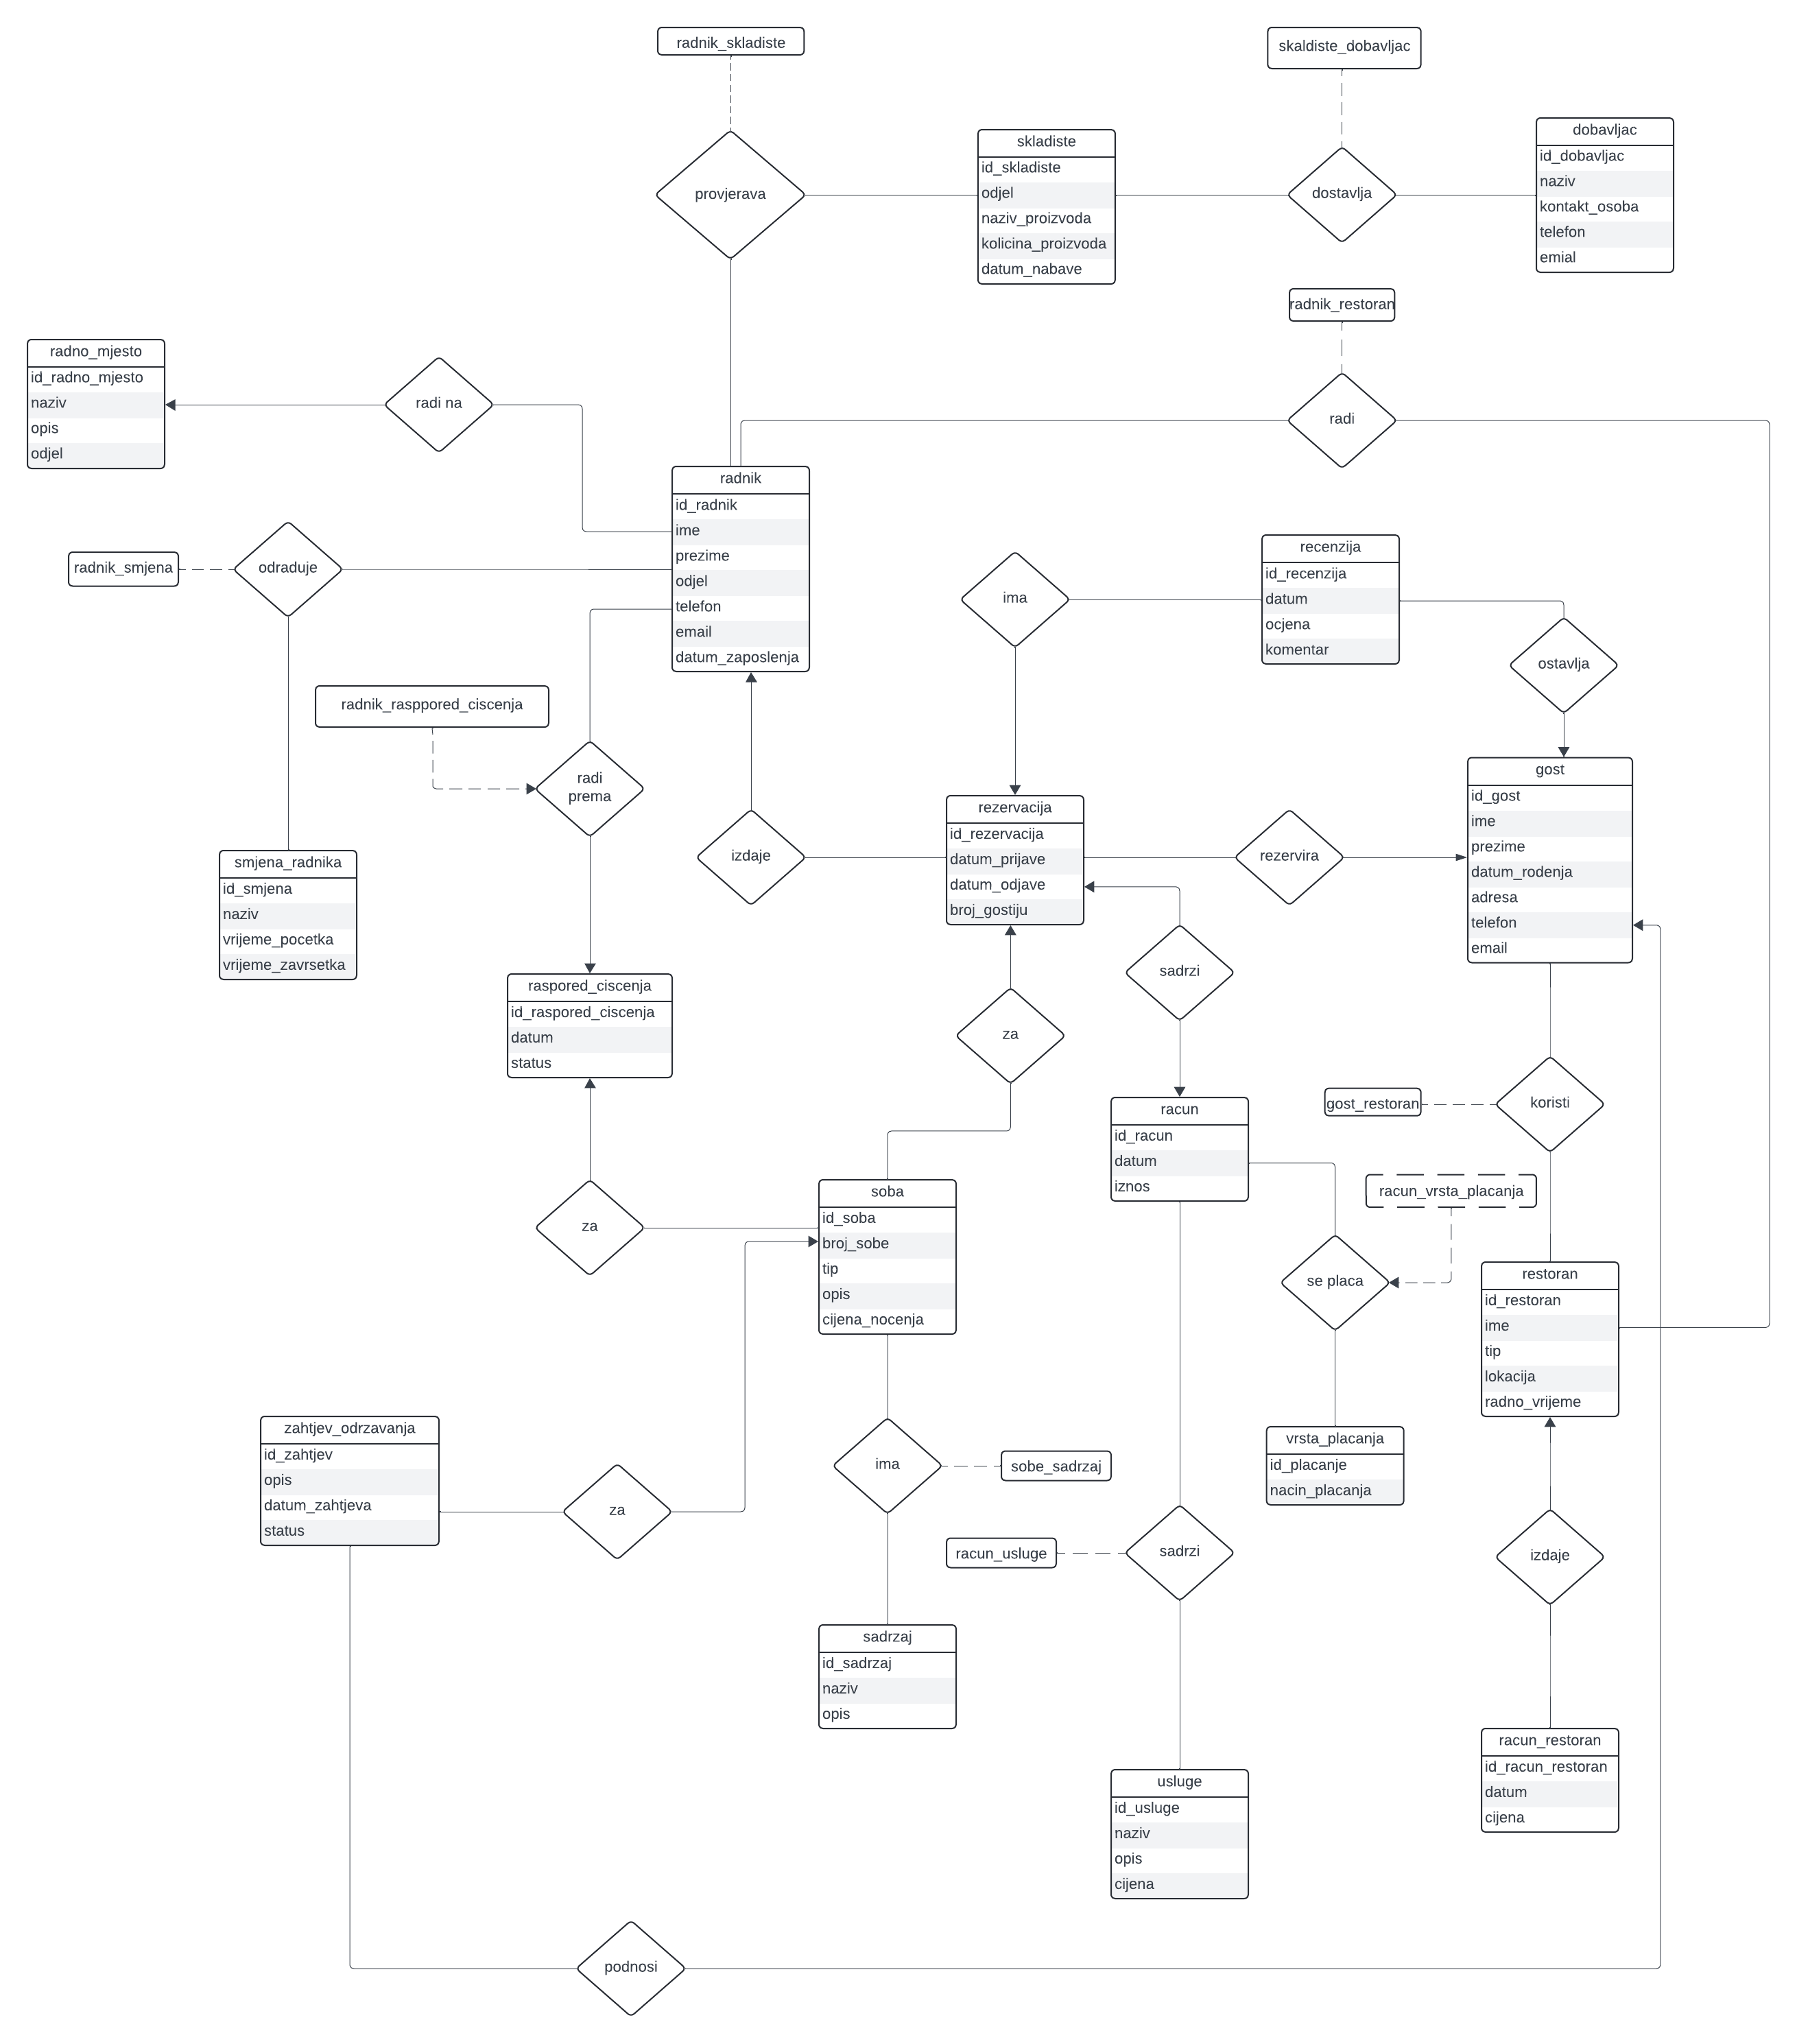 radnik_skladiste
skaldiste_dobavljac
provjerava
skladiste
id_skladiste
odjel
naziv_proizvoda
kolicina_proizvoda
datum_nabave
dostavlja
dobavljac
id_dobavljac
naziv
kontakt_osoba
telefon
emial
radnik_restoran
radno_mjesto
id_radno_mjesto
naziv
opis
odjel
radi na
radi
radnik
id_radnik
ime
prezime
odjel
telefon
email
datum_zaposlenja
radnik_smjena
odraduje
ima
recenzija
id_recenzija
datum
ocjena
komentar
ostavlja
radnik_rasppored_ciscenja
radi
prema
izdaje
rezervacija
id_rezervacija
datum_prijave
datum_odjave
broj_gostiju
rezervira
gost
id_gost
ime
prezime
datum_rodenja
adresa
telefon
email
smjena_radnika
id_smjena
naziv
vrijeme_pocetka
vrijeme_zavrsetka
raspored_ciscenja
id_raspored_ciscenja
datum
status
za
sadrzi
racun
id_racun
datum
iznos
gost_restoran
koristi
racun_vrsta_placanja
za
soba
id_soba
broj_sobe
tip
opis
cijena_nocenja
se placa
restoran
id_restoran
ime
tip
lokacija
radno_vrijeme
zahtjev_odrzavanja
id_zahtjev
opis
datum_zahtjeva
status
za
ima
sobe_sadrzaj
vrsta_placanja
id_placanje
nacin_placanja
racun_usluge
sadrzi
izdaje
sadrzaj
id_sadrzaj
naziv
opis
usluge
id_usluge
naziv
opis
cijena
racun_restoran
id_racun_restoran
datum
cijena
podnosi